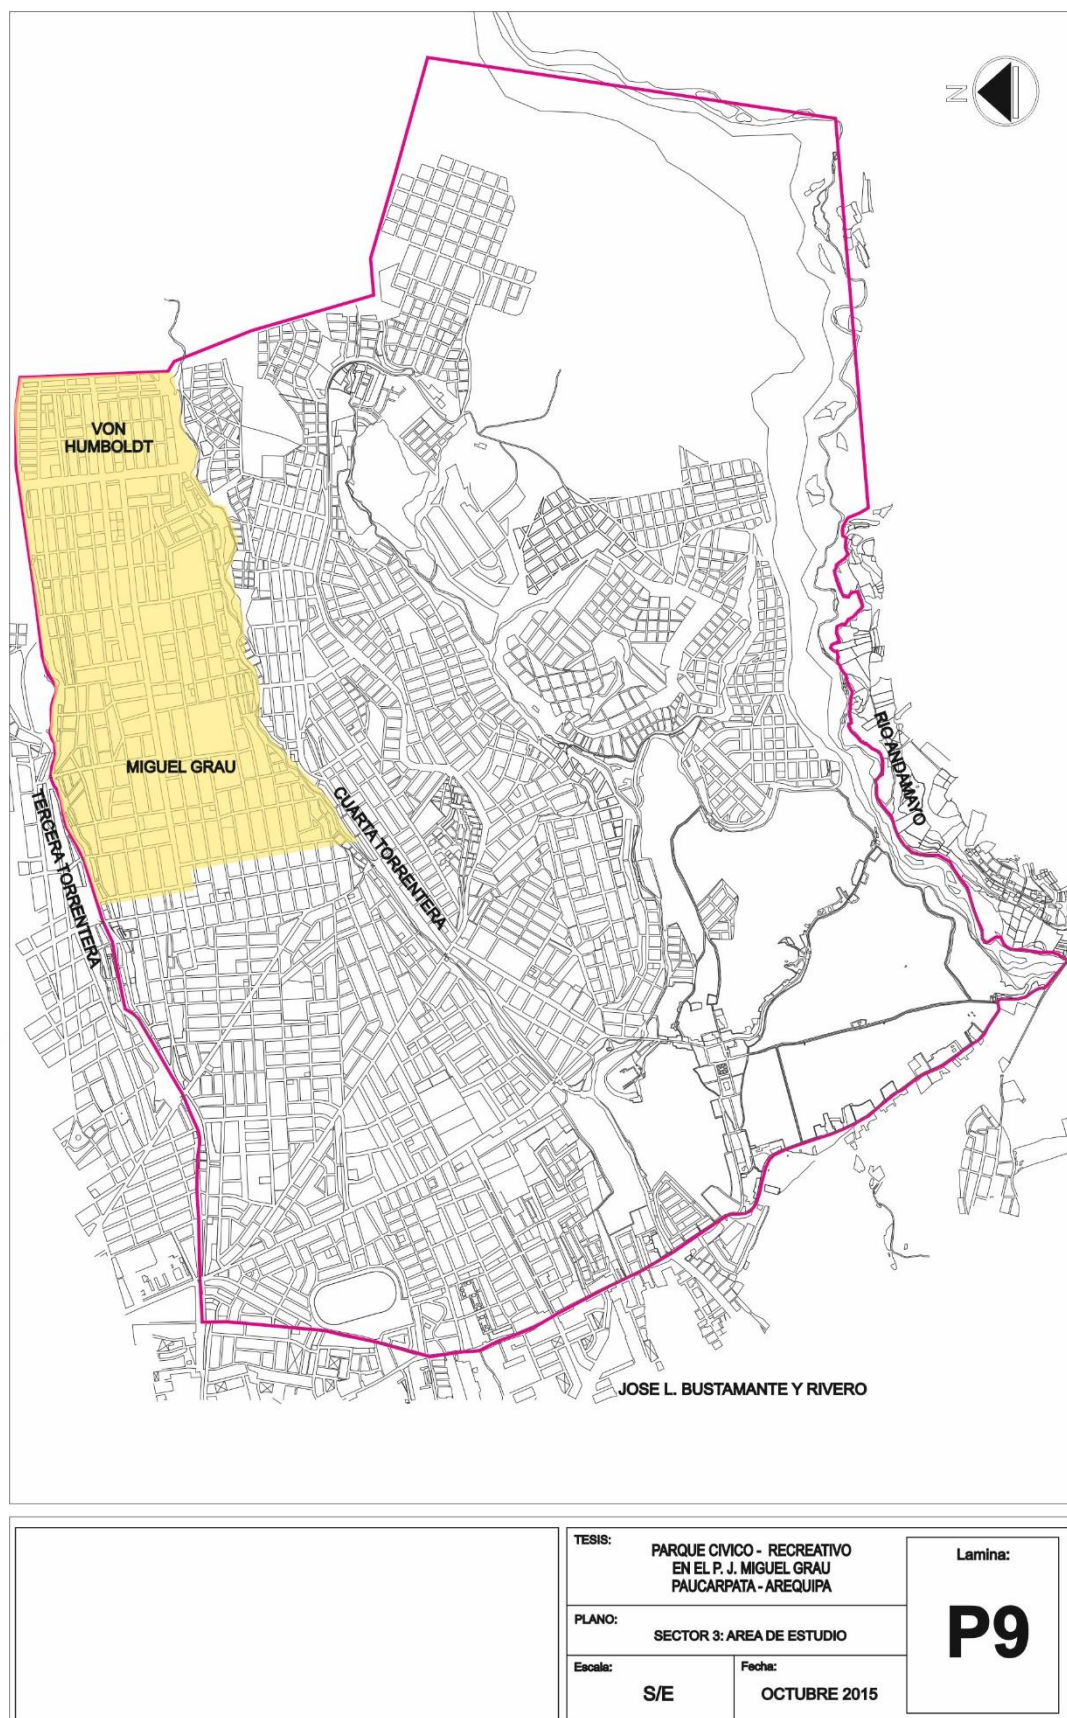 N
VON
HUMBOLDT
MIGUEL GRAU
TERCERA TORRENTERA
CUARTA TORRENTERA
RIO ANDAMAYO
JOSE L. BUSTAMANTE Y RIVERO
TESIS:
PARQUE CIVICO - RECREATIVO
EN EL P. J. MIGUEL GRAU
PAUCARPATA - AREQUIPA
PLANO:
SECTOR 3: AREA DE ESTUDIO
Escala:
S/E
Fecha:
OCTUBRE 2015
Lamina:
P9